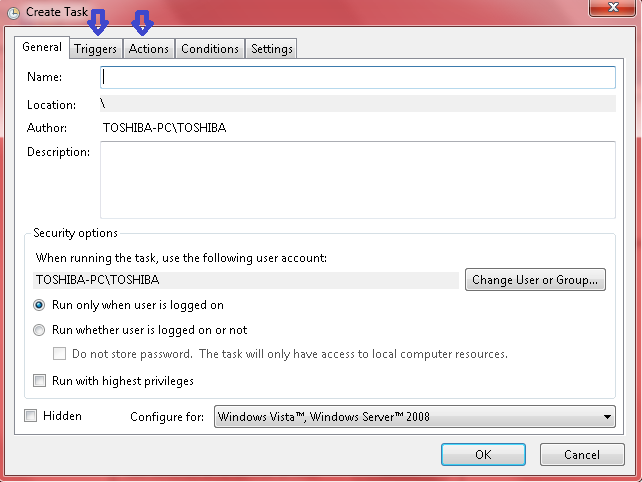 Create Task
General Triggers Actions Conditions Settings
Name:
Location: \
Author: TOSHIBA-PC\TOSHIBA
Description:
Security options
When running the task, use the following user account:
TOSHIBA-PC\TOSHIBA Change User or Group...
Run only when user is logged on
Run whether user is logged on or not
Do not store password.  The task will only have access to local computer resources.
Run with highest privileges
Hidden Configure for: Windows Vista™, Windows Server™ 2008
OK Cancel